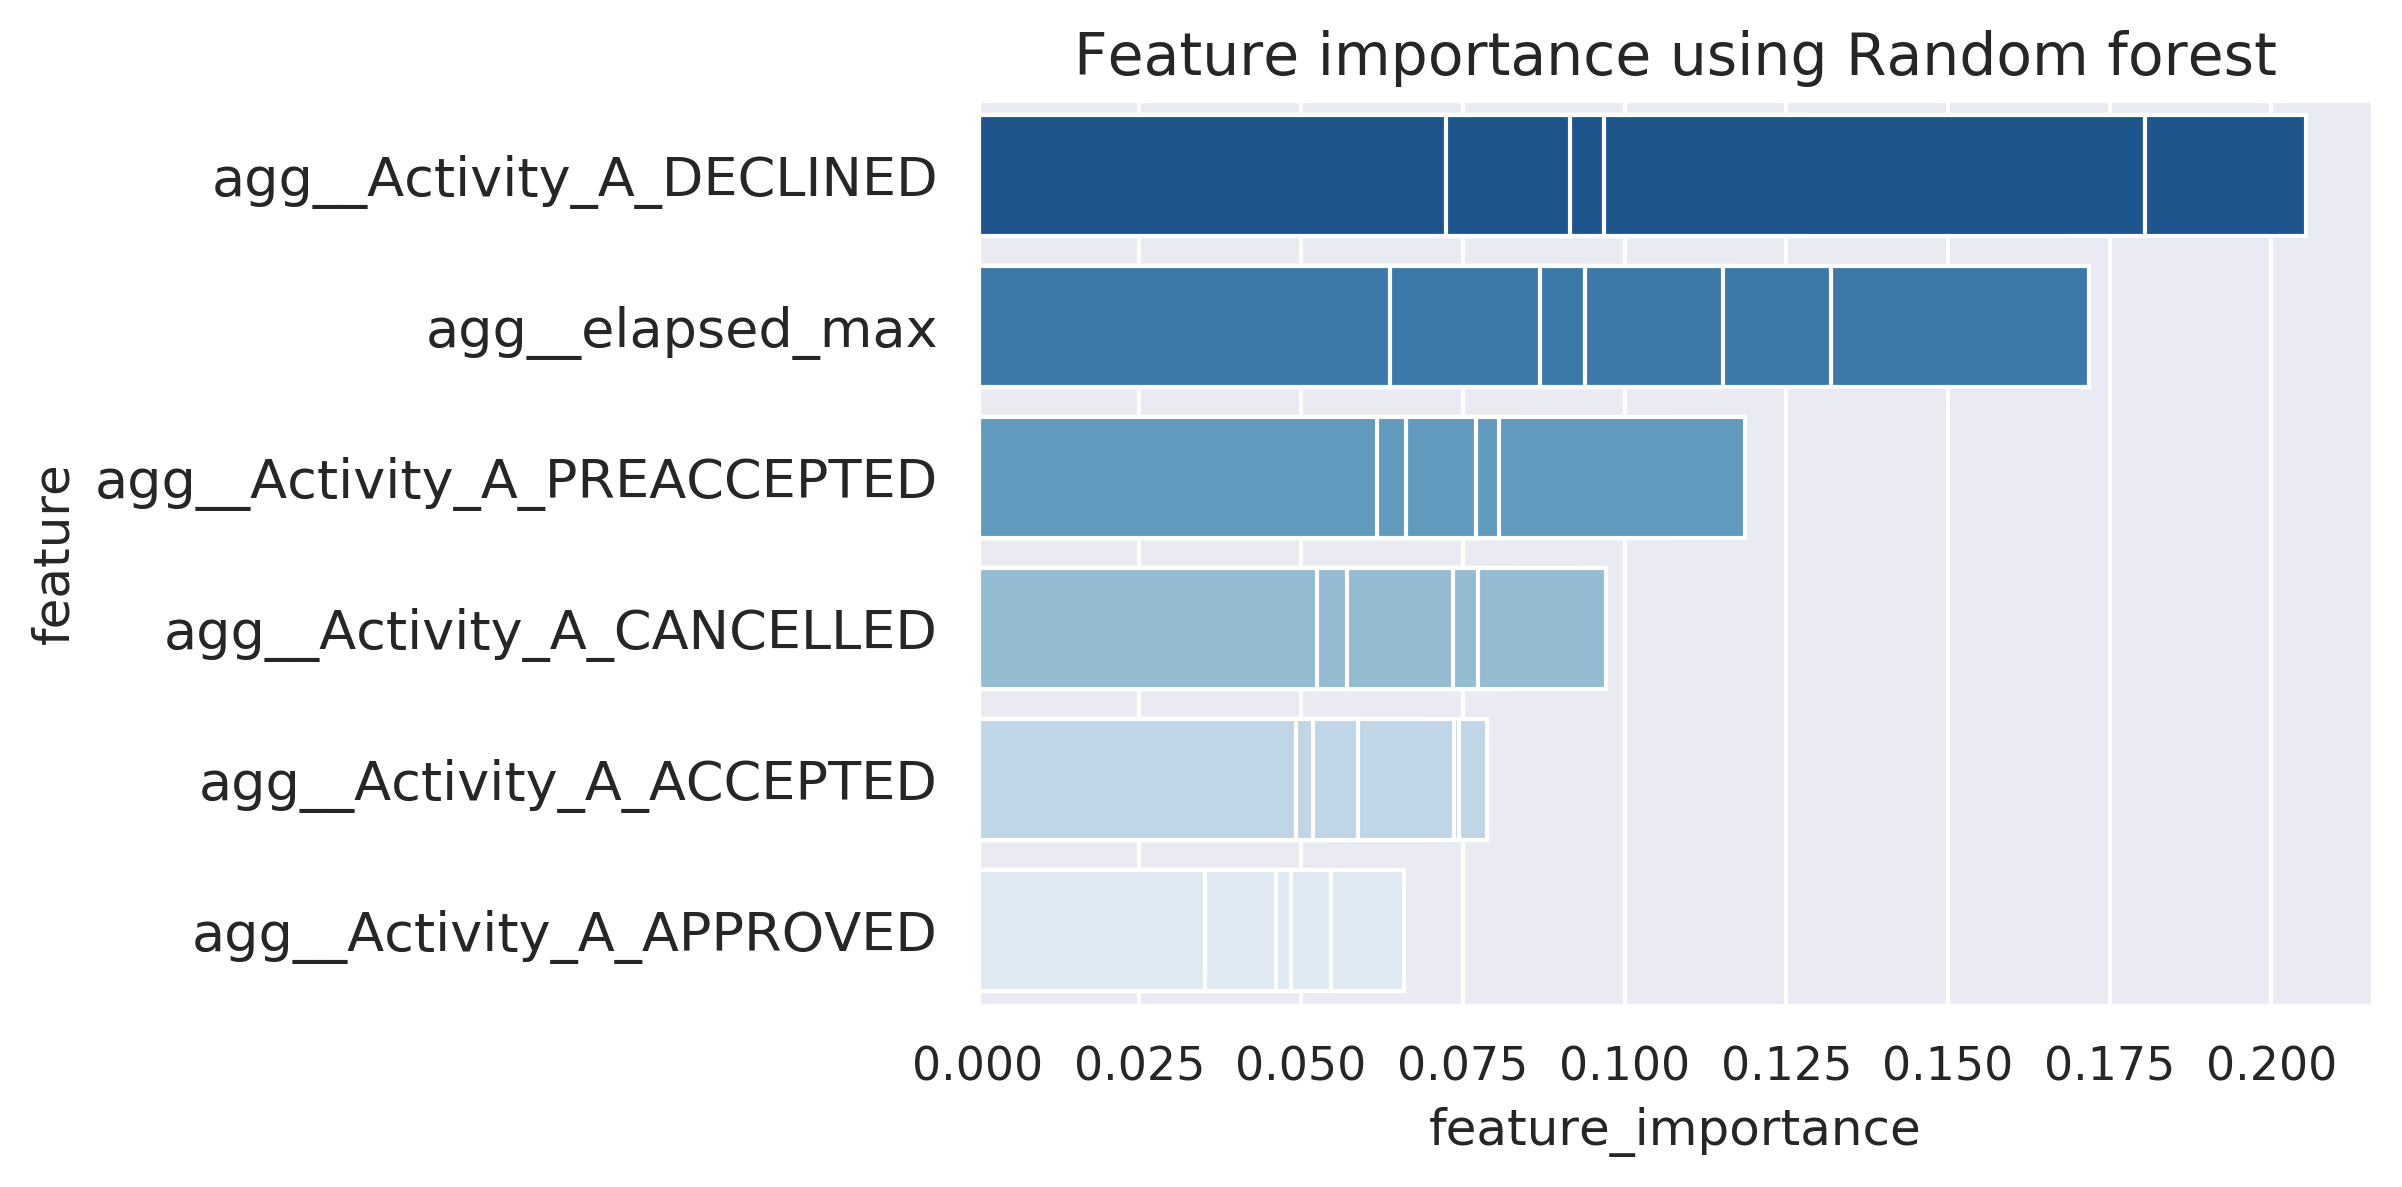 Feature importance using Random forest
agg__Activity_A_DECLINED
agg__elapsed_max
agg__Activity_A_PREACCEPTED
agg__Activity_A_CANCELLED
agg__Activity_A_ACCEPTED
agg__Activity_A_APPROVED
feature
0.000 0.025 0.050 0.075 0.100 0.125 0.150 0.175 0.200
feature_importance